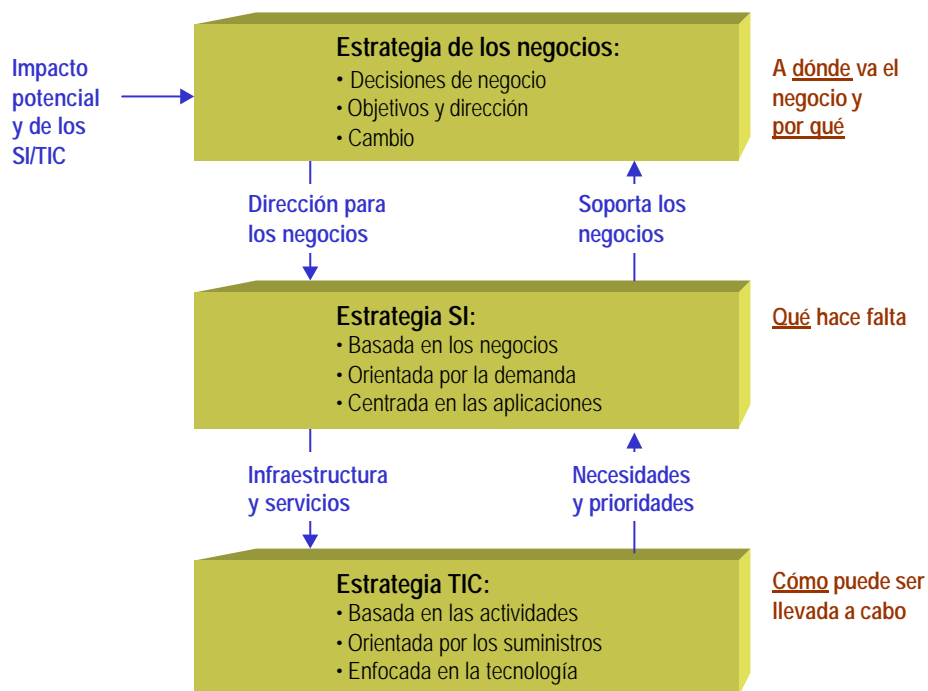 Estrategia de los negocios:
• Decisiones de negocio
• Objetivos y dirección
• Cambio
Impacto
potencial
y de los
SI/TIC
A dónde va el
negocio y
por qué
Dirección para
los negocios
Soporta los
negocios
Estrategia SI:
• Basada en los negocios
• Orientada por la demanda
• Centrada en las aplicaciones
Qué hace falta
Infraestructura
y servicios
Necesidades
y prioridades
Estrategia TIC:
• Basada en las actividades
• Orientada por los suministros
• Enfocada en la tecnología
Cómo puede ser
llevada a cabo